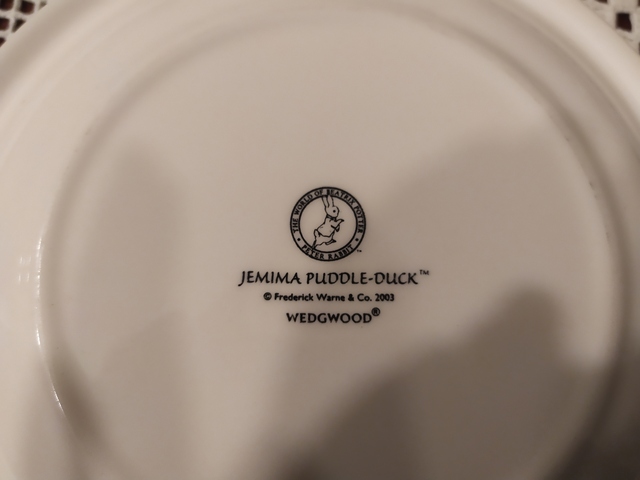 THE WORLD OF BEATRIX POTTER
PETER RABBIT
JEMIMA PUDDLE-DUCK™
© Frederick Warne & Co. 2003
WEDGWOOD®